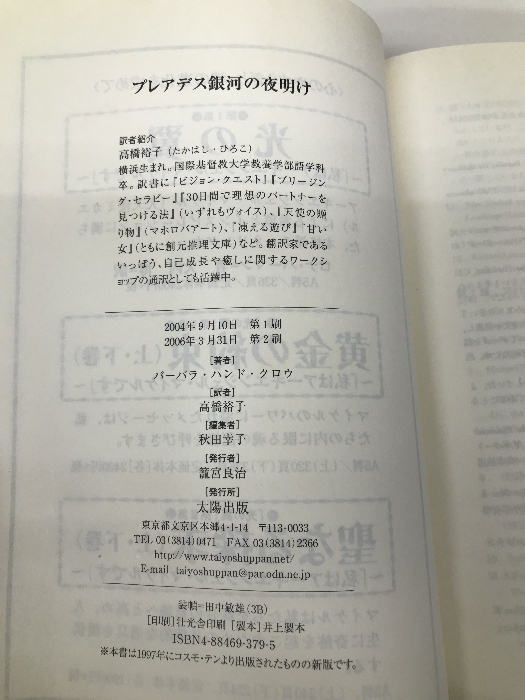 プレアデス銀河の夜明け
訳者紹介
高橋裕子(たかはし・ひろこ)
横浜生まれ。国際基督教大学教養学部語学科
卒。訳書に『ビジョン・クエスト』『ブリージン
グ・セラピー』『30日間で理想のパートナーを
見つける法』(いずれもヴォイス)、『天使の贈
り物』(マホロバアート)、『凍える遊び』『甘い
女』(ともに創元推理文庫)など。翻訳家である
いっぽう、自己成長や癒しに関するワークシ
ョップの通訳としても活躍中。
2004年9月10日 第1刷
2006年3月31日 第2刷
[著者]
バーバラ・ハンド・クロウ
[訳者]
高橋裕子
[編集者]
秋田幸子
[発行者]
籠宮良治
[発行所]
太陽出版
東京都文京区本郷4-1-14 〒113-0033
TEL 03(3814)0471 FAX 03(3814)2366
http://www.taiyoshuppan.net/
E-mail taiyoshuppan@par.odn.ne.jp
装幀=田中敏雄(3B)
[印刷]壮光舎印刷 [製本]井上製本
ISBN4-88469-379-5
※本書は1997年にコスモ・テンより出版されたものの新版です。